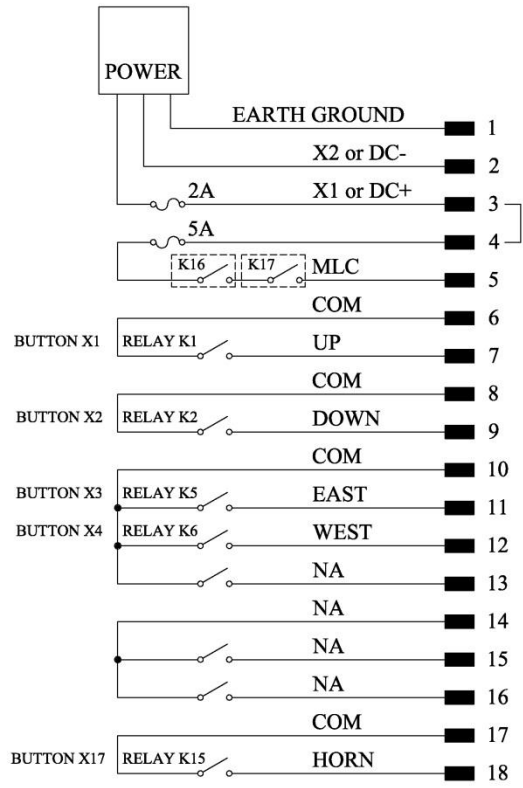 POWER
EARTH GROUND 1
X2 or DC- 2
2A X1 or DC+ 3
5A 4
K16 K17 MLC 5
COM 6
BUTTON X1 RELAY K1 UP 7
COM 8
BUTTON X2 RELAY K2 DOWN 9
COM 10
BUTTON X3 RELAY K5 EAST 11
BUTTON X4 RELAY K6 WEST 12
NA 13
NA 14
NA 15
NA 16
COM 17
BUTTON X17 RELAY K15 HORN 18